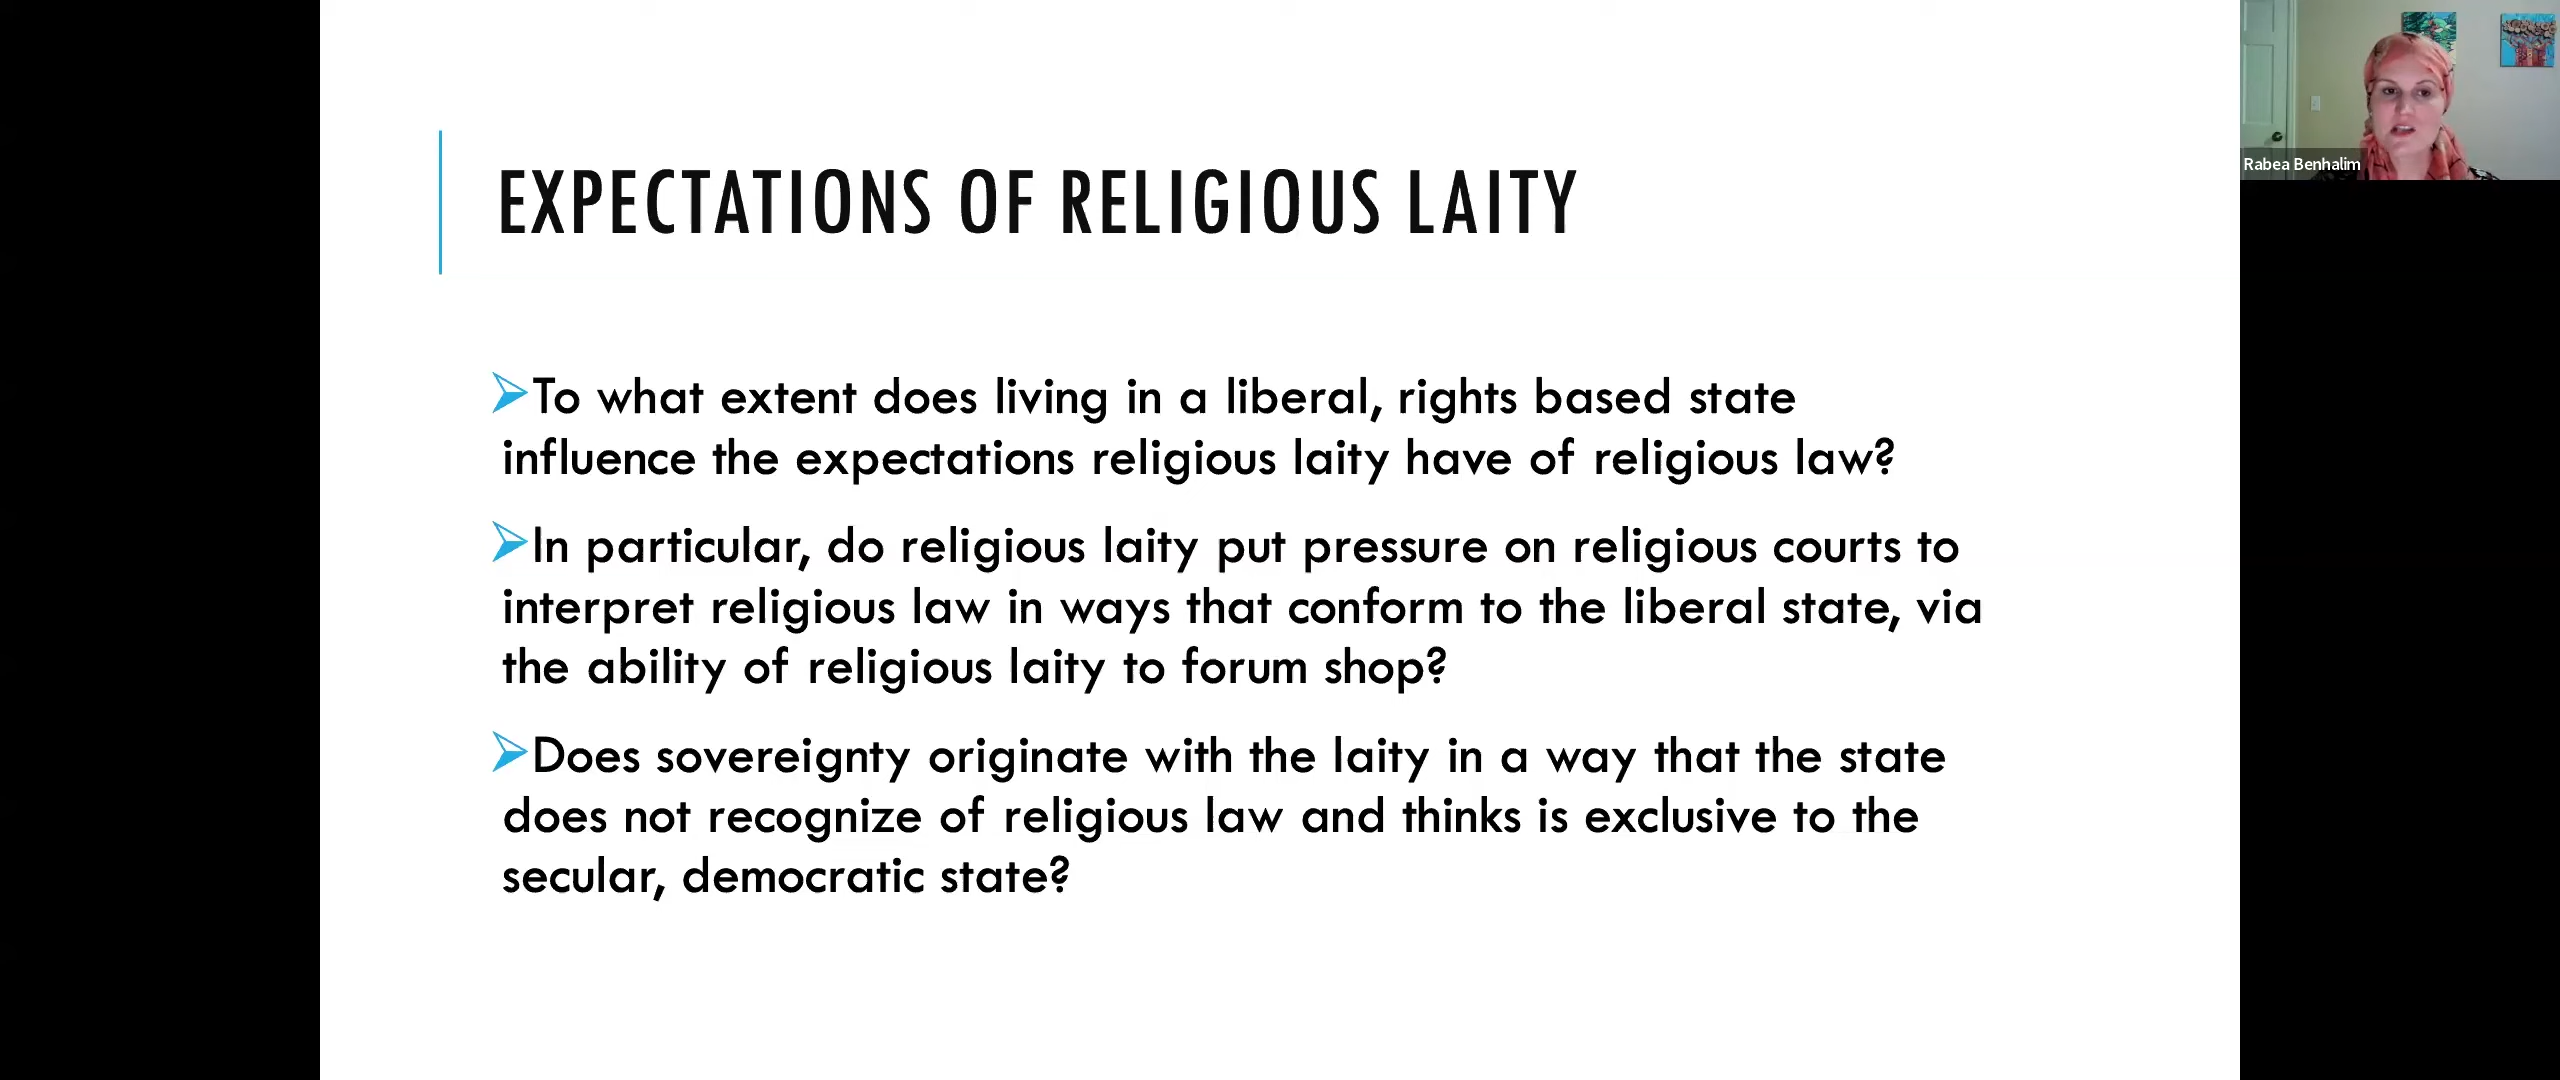 EXPECTATIONS OF RELIGIOUS LAITY
To what extent does living in a liberal, rights based state
influence the expectations religious laity have of religious law?
In particular, do religious laity put pressure on religious courts to
interpret religious law in ways that conform to the liberal state, via
the ability of religious laity to forum shop?
Does sovereignty originate with the laity in a way that the state
does not recognize of religious law and thinks is exclusive to the
secular, democratic state?
Rabea Benhalim